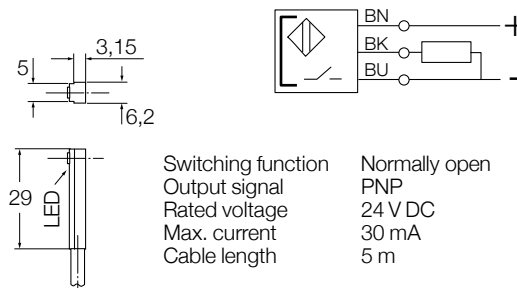 3,15
5
6,2
BN
+
BK
BU
-
29
LED
Switching function Normally open
Output signal PNP
Rated voltage 24 V DC
Max. current 30 mA
Cable length 5 m